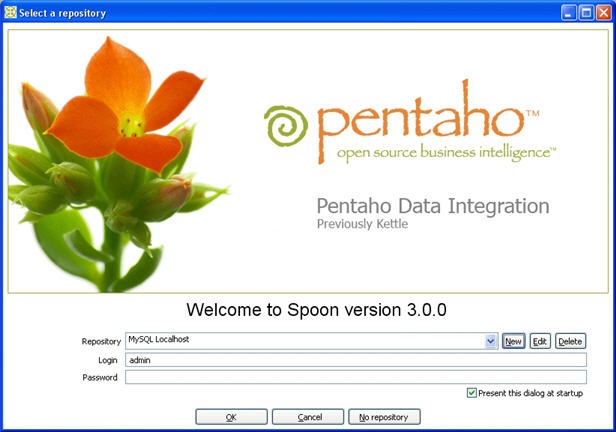 Select a repository
pentaho™
open source business intelligence™
Pentaho Data Integration
Previously Kettle
Welcome to Spoon version 3.0.0
Repository MySQL Localhost New Edit Delete
Login admin
Password
Present this dialog at startup
OK Cancel No repository